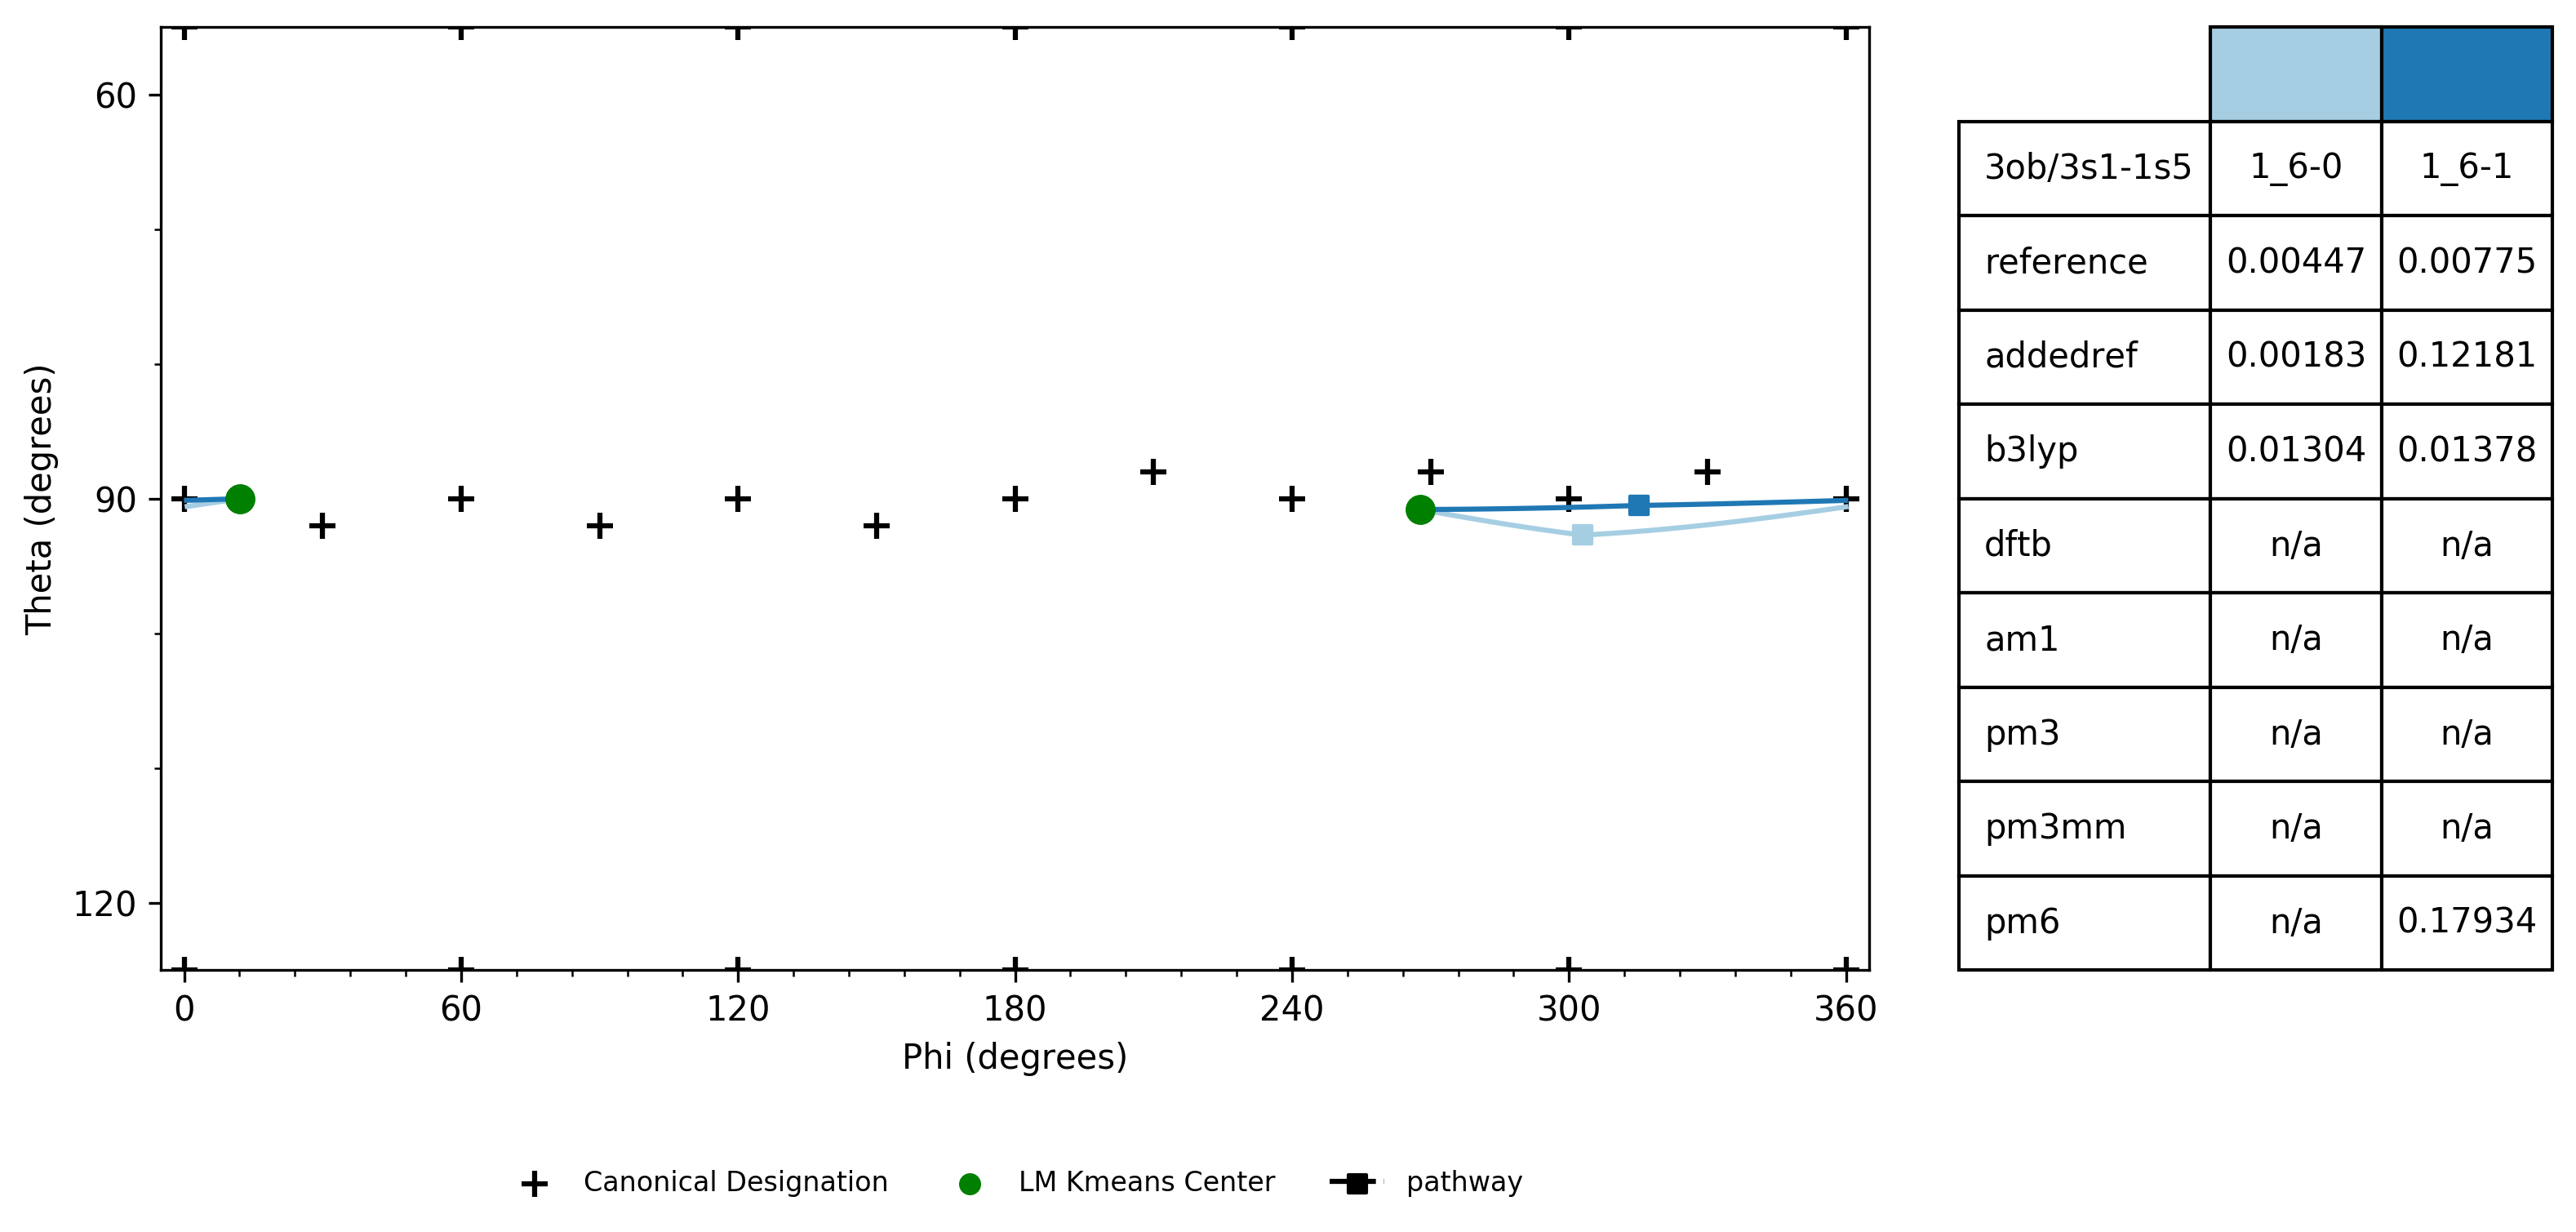 60
90
120
Theta (degrees)
0 60 120 180 240 300 360
Phi (degrees)
Canonical Designation LM Kmeans Center pathway
3ob/3s1-1s5 1_6-0 1_6-1
reference 0.00447 0.00775
addedref 0.00183 0.12181
b3lyp 0.01304 0.01378
dftb n/a n/a
am1 n/a n/a
pm3 n/a n/a
pm3mm n/a n/a
pm6 n/a 0.17934